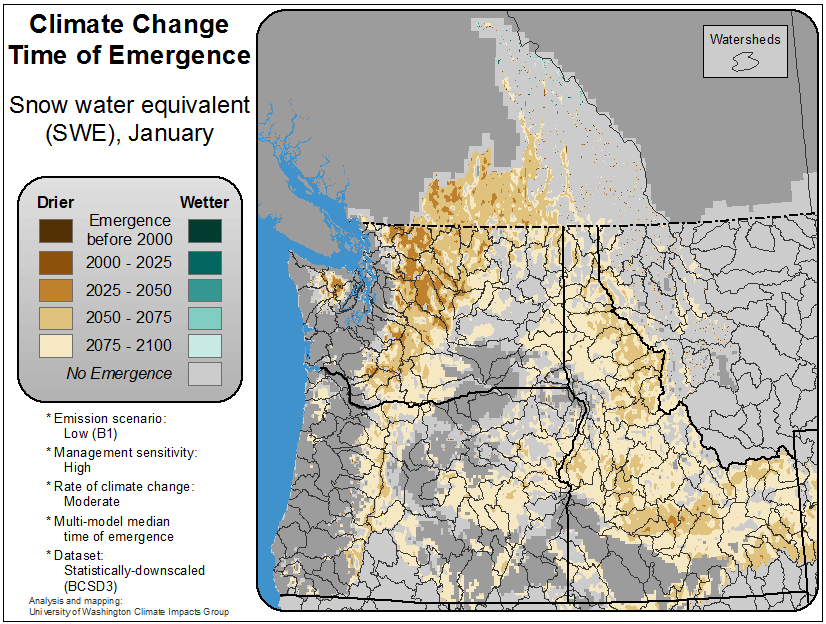 Climate Change
Time of Emergence
Snow water equivalent
(SWE), January
Drier
Wetter
Emergence
before 2000
2000 - 2025
2025 - 2050
2050 - 2075
2075 - 2100
No Emergence
* Emission scenario:
Low (B1)
* Management sensitivity:
High
* Rate of climate change:
Moderate
* Multi-model median
time of emergence
* Dataset:
Statistically-downscaled
(BCSD3)
Analysis and mapping:
University of Washington Climate Impacts Group
Watersheds